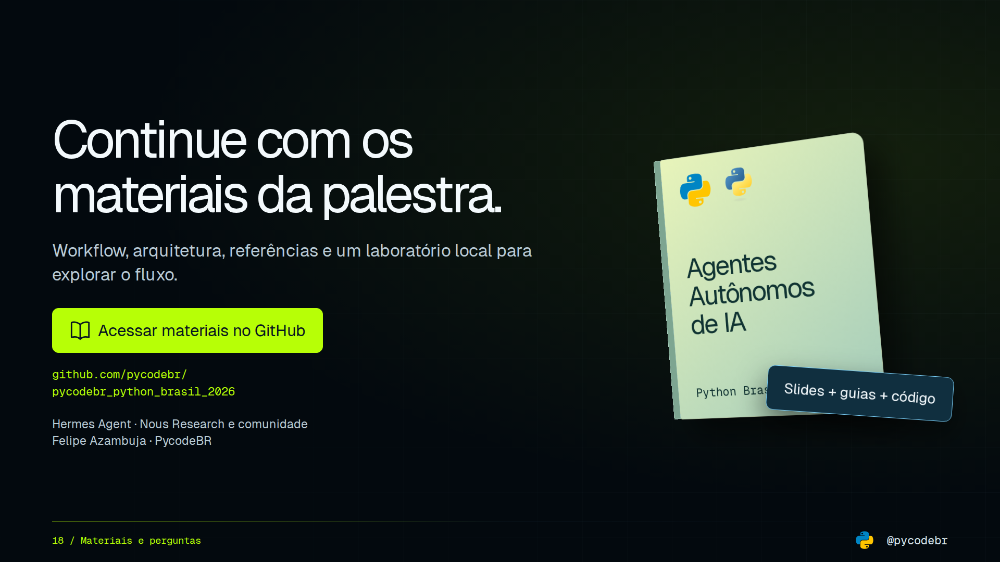 Continue com os
materiais da palestra.
Workflow, arquitetura, referências e um laboratório local para
explorar o fluxo.
Acessar materiais no GitHub
github.com/pycodebr/
pycodebr_python_brasil_2026
Hermes Agent · Nous Research e comunidade
Felipe Azambuja · PycodeBR
Agentes
Autônomos
de IA
Python
Slides + guias + código
18 / Materiais e perguntas
@pycodebr